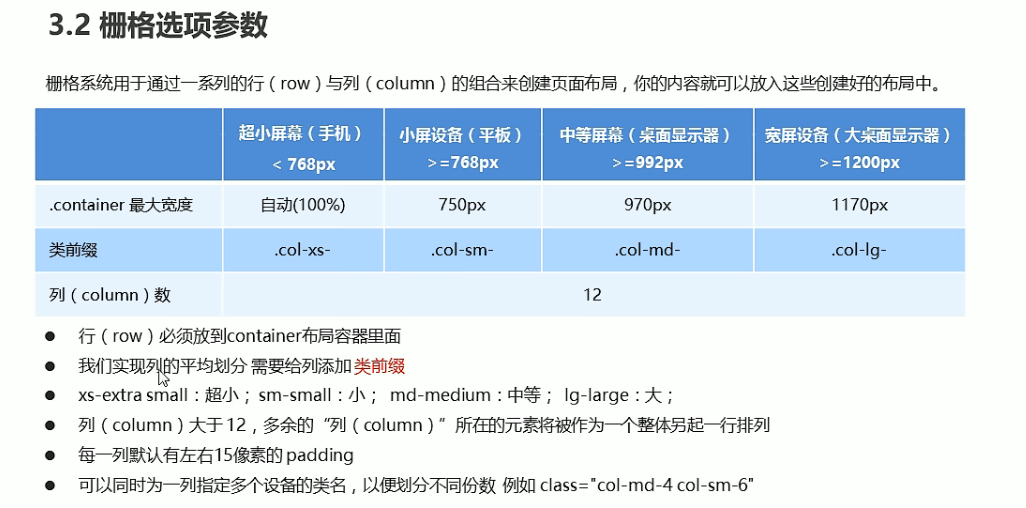 3.2 栅格选项参数
栅格系统用于通过一系列的行（row）与列（column）的组合来创建页面布局，你的内容就可以放入这些创建好的布局中。
超小屏幕（手机） 小屏设备（平板） 中等屏幕（桌面显示器） 宽屏设备（大桌面显示器）
< 768px >=768px >=992px >=1200px
.container 最大宽度 自动(100%) 750px 970px 1170px
类前缀 .col-xs- .col-sm- .col-md- .col-lg-
列（column）数 12
● 行（row）必须放到container布局容器里面
● 我们实现列的平均划分 需要给列添加 类前缀
● xs-extra small：超小； sm-small：小； md-medium：中等； lg-large：大；
● 列（column）大于 12，多余的“列（column）”所在的元素将被作为一个整体另起一行排列
● 每一列默认有左右15像素的 padding
● 可以同时为一列指定多个设备的类名，以便划分不同份数 例如 class="col-md-4 col-sm-6"